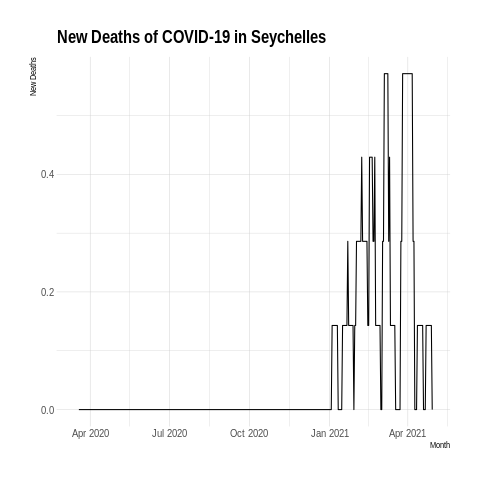 New Deaths of COVID-19 in Seychelles
New Deaths
0.4
0.2
0.0
Apr 2020 Jul 2020 Oct 2020 Jan 2021 Apr 2021
Month